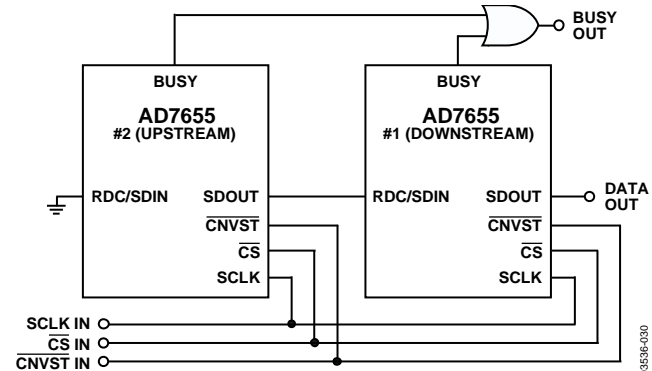 BUSY
OUT
BUSY
AD7655
#2 (UPSTREAM)
RDC/SDIN
SDOUT
CNVST
CS
SCLK
BUSY
AD7655
#1 (DOWNSTREAM)
RDC/SDIN
SDOUT
CNVST
CS
SCLK
DATA
OUT
SCLK IN
CS IN
CNVST IN
3536-030